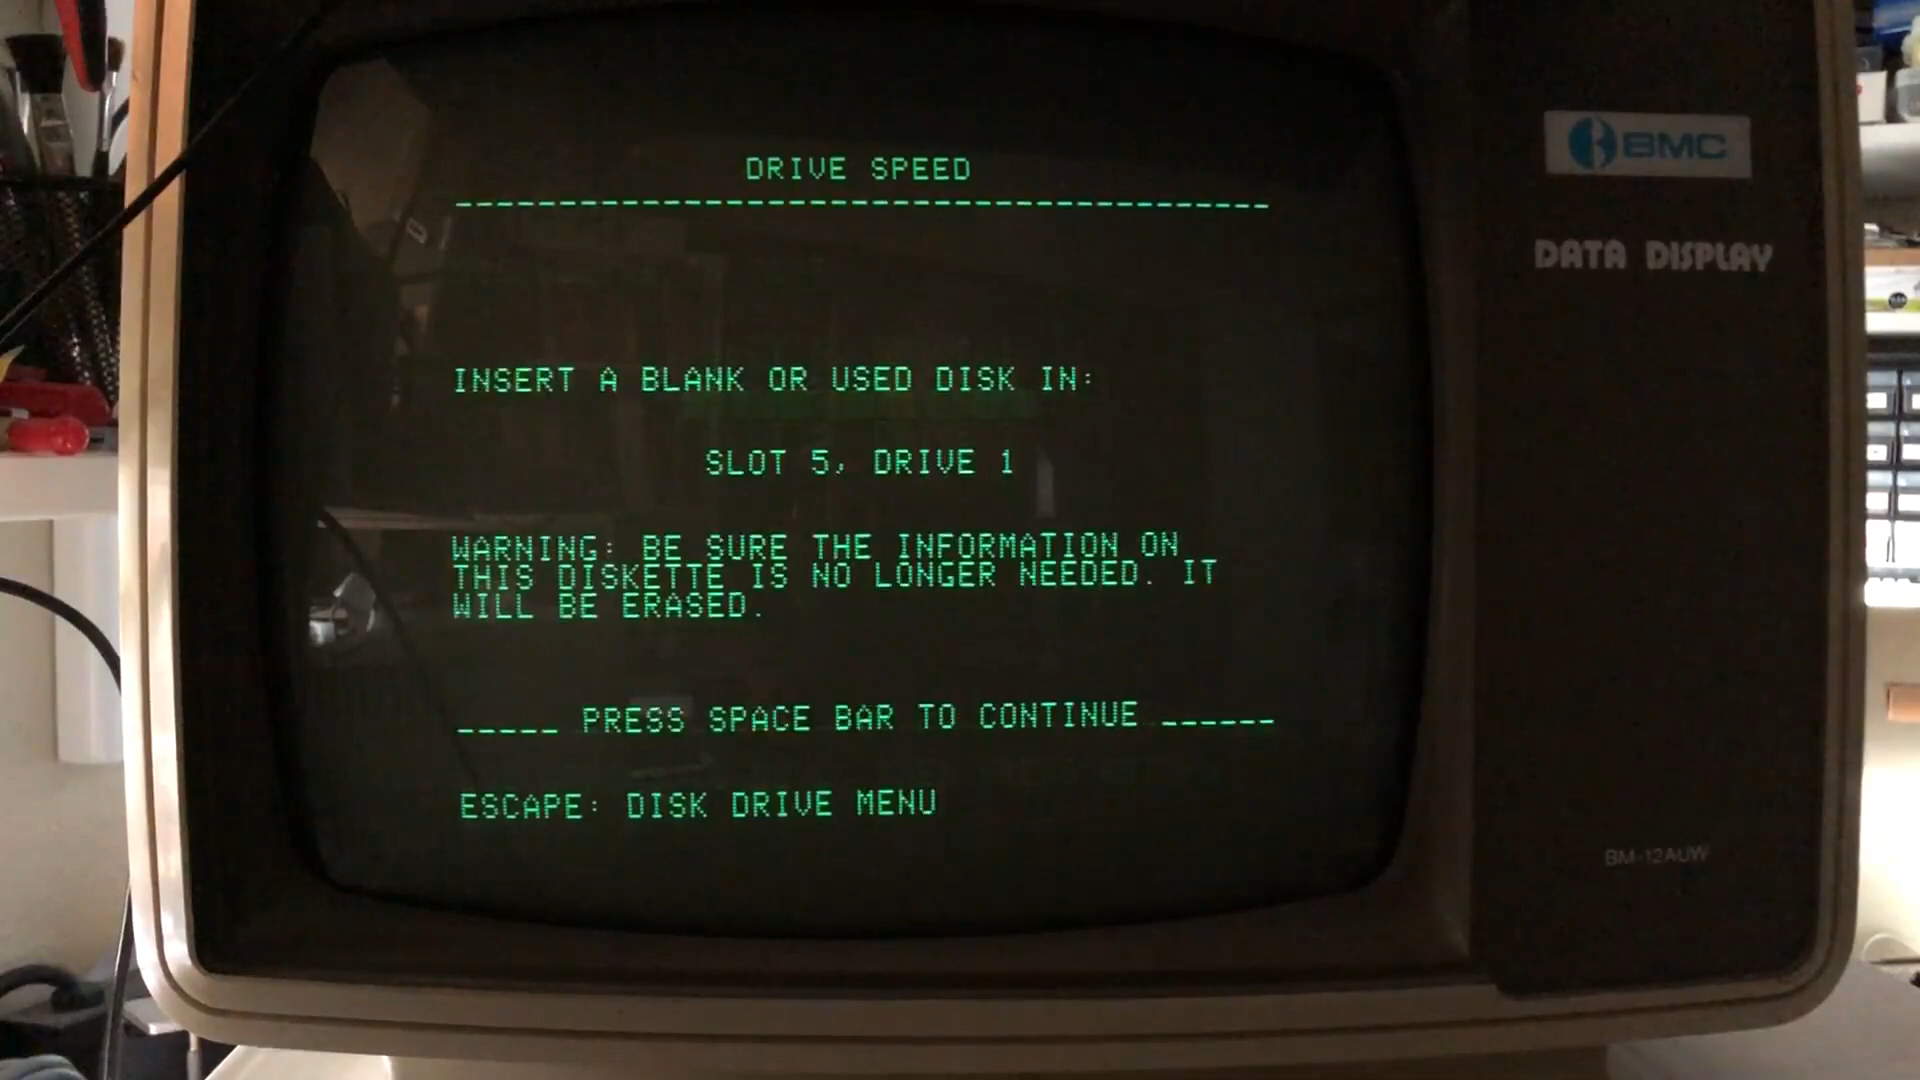 DRIVE SPEED
---------------------------------------
INSERT A BLANK OR USED DISK IN:
SLOT 5, DRIVE 1
WARNING: BE SURE THE INFORMATION ON
THIS DISKETTE IS NO LONGER NEEDED. IT
WILL BE ERASED.
_____ PRESS SPACE BAR TO CONTINUE ______
ESCAPE: DISK DRIVE MENU
BMC
DATA DISPLAY
BM-12AUW